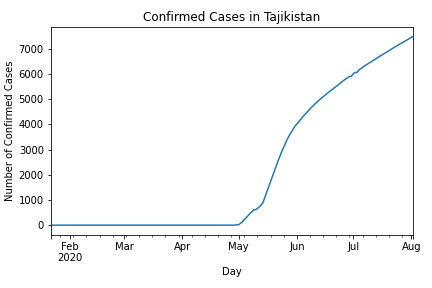 Confirmed Cases in Tajikistan
Number of Confirmed Cases
7000
6000
5000
4000
3000
2000
1000
0
Feb Mar Apr May Jun Jul Aug
2020
Day